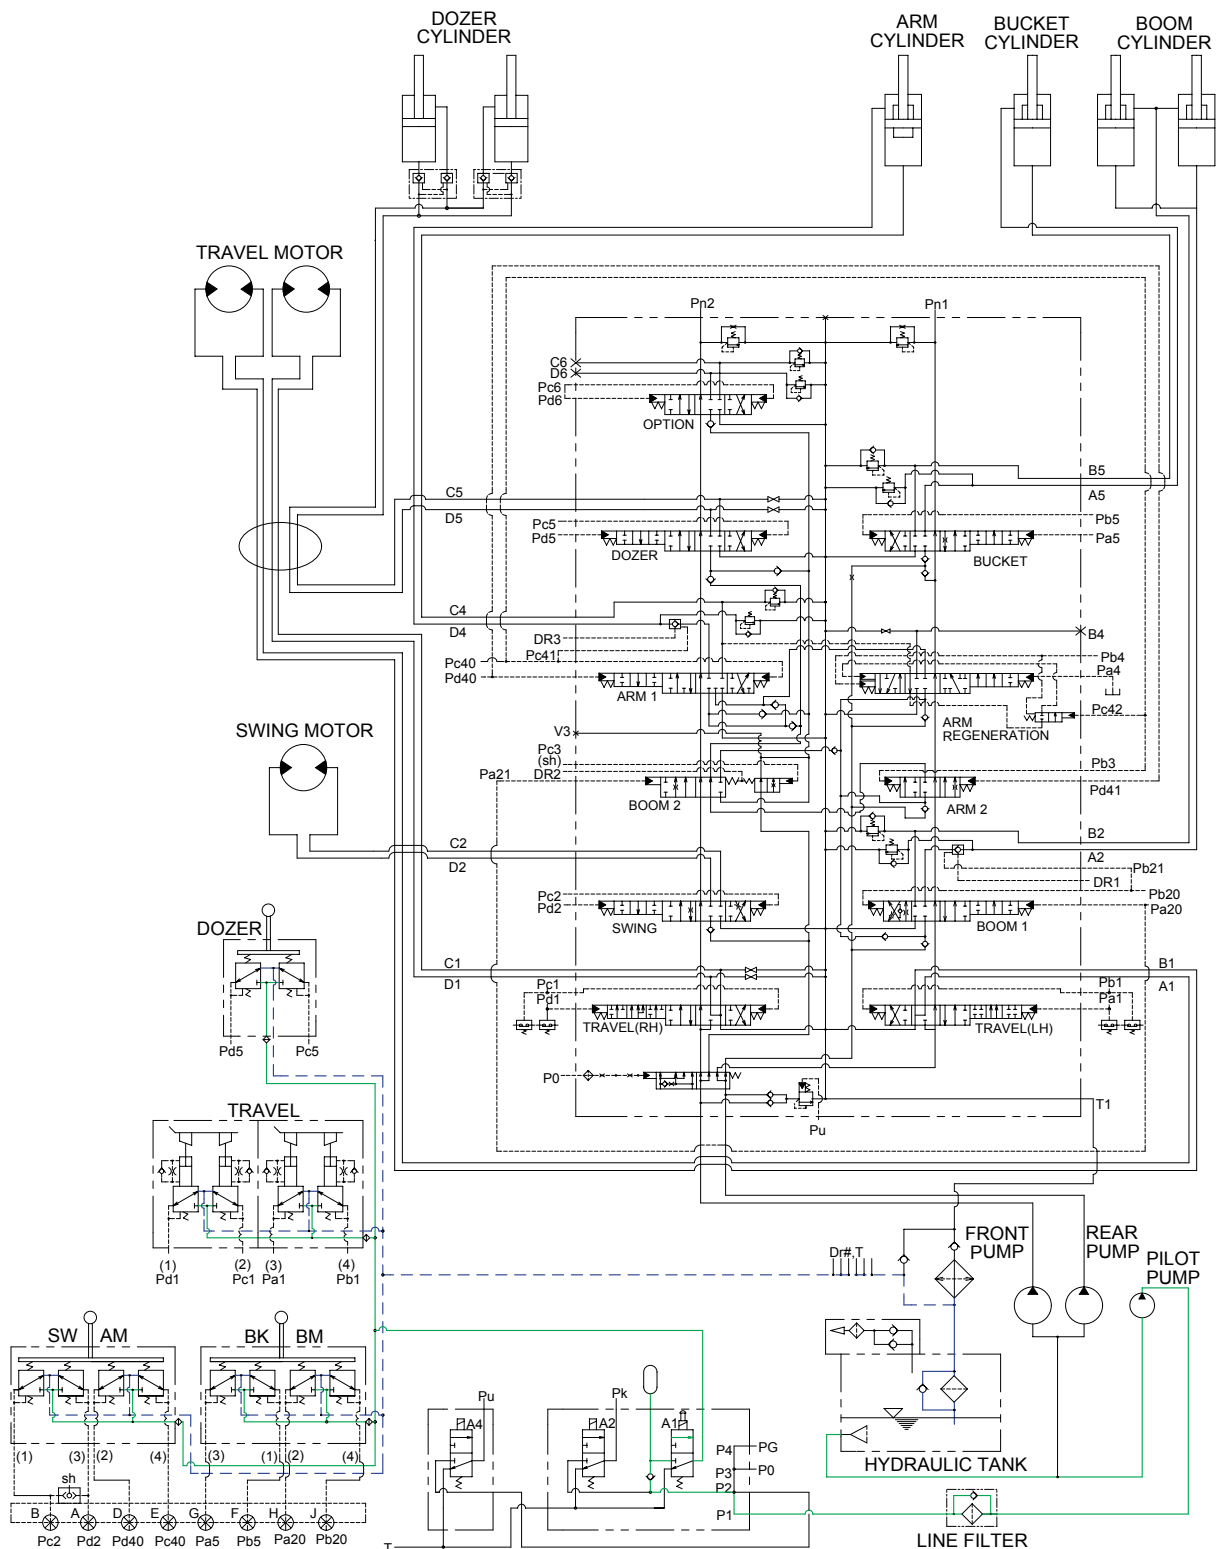 DOZER
CYLINDER
ARM
CYLINDER
BUCKET
CYLINDER
BOOM
CYLINDER
TRAVEL MOTOR
Pn2
Pn1
C6
D6
Pc6
Pd6
OPTION
C5
D5
B5
A5
Pc5
Pd5
Pb5
Pa5
DOZER
BUCKET
C4
D4
DR3
Pc41
B4
Pc40
Pd40
Pb4
Pa4
ARM 1
ARM
REGENERATION
Pc42
SWING MOTOR
V3
Pc3
(sh)
DR2
Pa21
Pb3
Pd41
BOOM 2
ARM 2
C2
D2
B2
A2
Pb21
DR1
Pc2
Pd2
Pb20
Pa20
SWING
BOOM 1
DOZER
C1
D1
B1
A1
Pc1
Pd1
Pb1
Pa1
TRAVEL(RH)
TRAVEL(LH)
Pd5
Pc5
P0
Pu
T1
TRAVEL
(1)
(2)
(3)
(4)
Pd1
Pc1
Pa1
Pb1
Dr#,T
FRONT
PUMP
REAR
PUMP
PILOT
PUMP
SW
AM
BK
BM
Pu
Pk
A4
A2
A1
P4
P3
P2
P1
PG
P0
HYDRAULIC TANK
(1)
(3)
(2)
(4)
(3)
(1)
(2)
(4)
sh
B
A
D
E
G
F
H
J
Pc2
Pd2
Pd40
Pc40
Pa5
Pb5
Pa20
Pb20
T
LINE FILTER